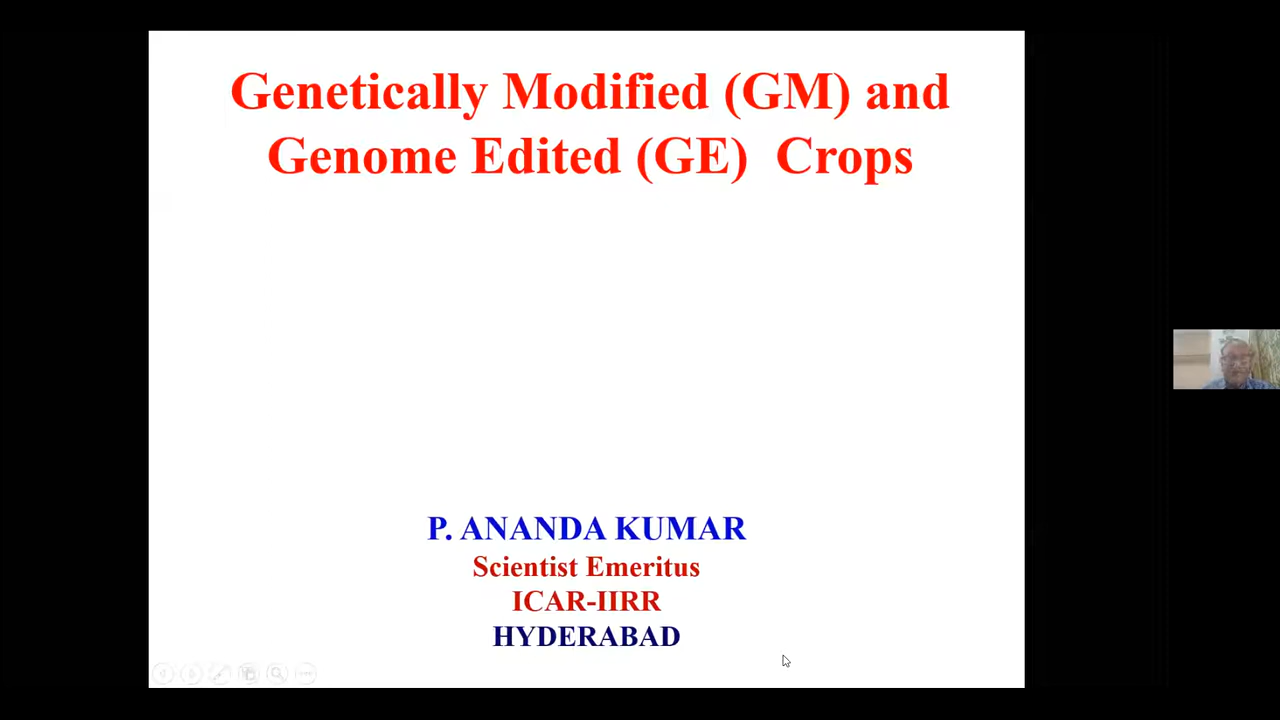 Genetically Modified (GM) and
Genome Edited (GE) Crops
P. ANANDA KUMAR
Scientist Emeritus
ICAR-IIRR
HYDERABAD